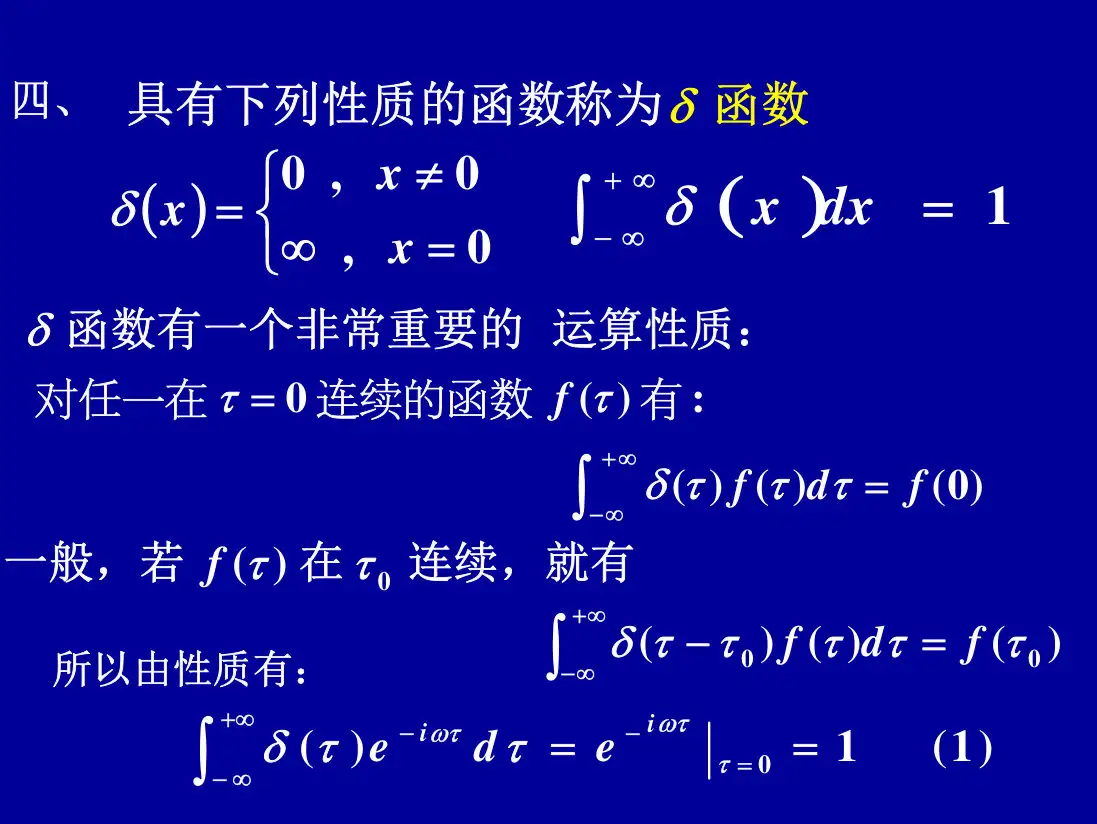 四、 具有下列性质的函数称为δ 函数
δ(x)={0 , x≠0 ∞ , x=0 ∫_{-∞}^{+∞} δ(x)dx = 1
δ 函数有一个非常重要的 运算性质：
对任一在 τ=0 连续的函数 f(τ) 有：
∫_{-∞}^{+∞} δ(τ)f(τ)dτ = f(0)
一般，若 f(τ) 在 τ_0 连续，就有
∫_{-∞}^{+∞} δ(τ-τ_0)f(τ)dτ = f(τ_0)
所以由性质有：
∫_{-∞}^{+∞} δ(τ)e^{-iωτ}dτ = e^{-iωτ}|_{τ=0} = 1 (1)